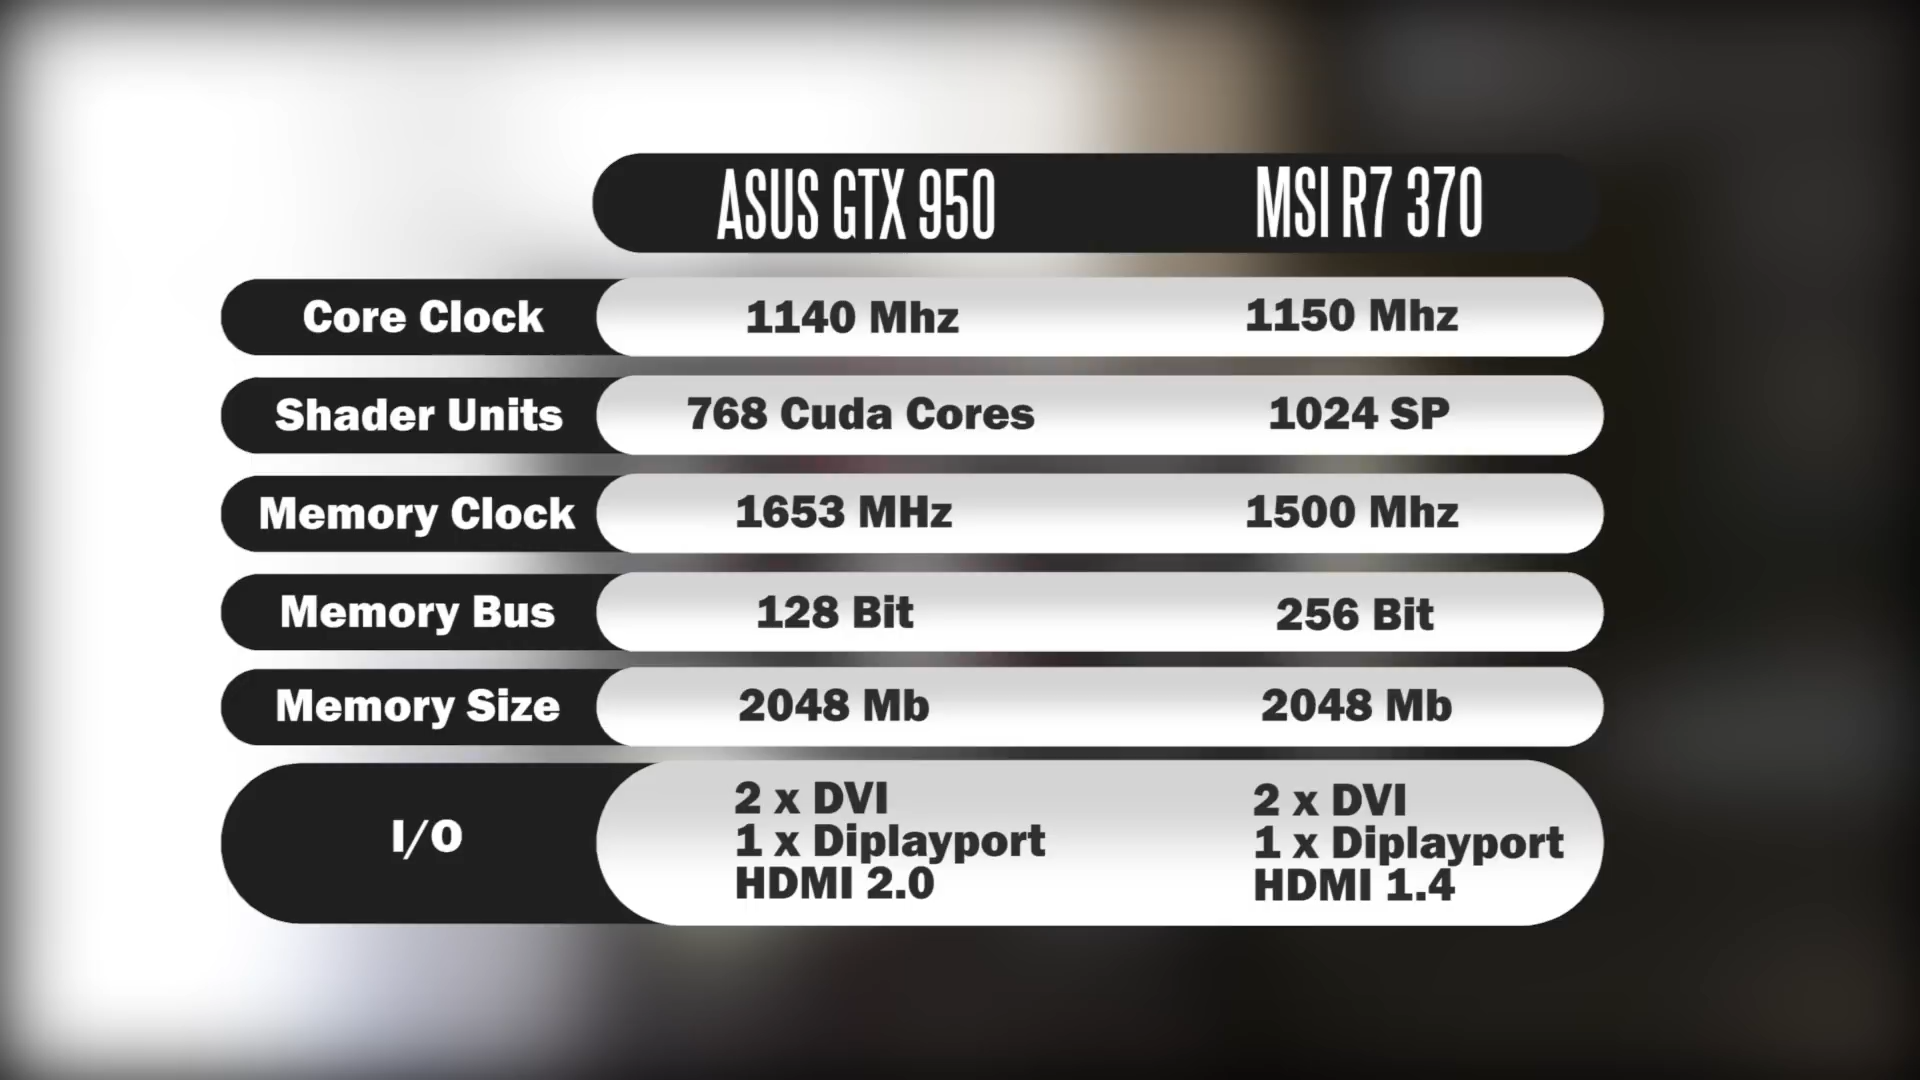 ASUS GTX 950 MSI R7 370
Core Clock 1140 Mhz 1150 Mhz
Shader Units 768 Cuda Cores 1024 SP
Memory Clock 1653 MHz 1500 Mhz
Memory Bus 128 Bit 256 Bit
Memory Size 2048 Mb 2048 Mb
I/O
2 x DVI
1 x Diplayport
HDMI 2.0
2 x DVI
1 x Diplayport
HDMI 1.4